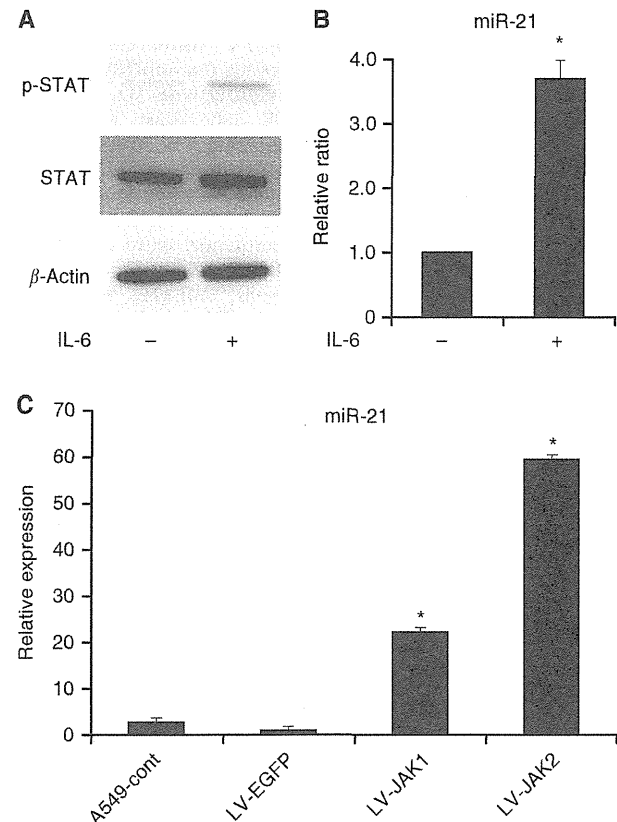 A
p-STAT
STAT
β-Actin
IL-6 – +
B
miR-21
*
Relative ratio
4.0
3.0
2.0
1.0
0
IL-6 – +
C
miR-21
Relative expression
70
60
50
40
30
20
10
0
*
*
A549-cont
LV-EGFP
LV-JAK1
LV-JAK2